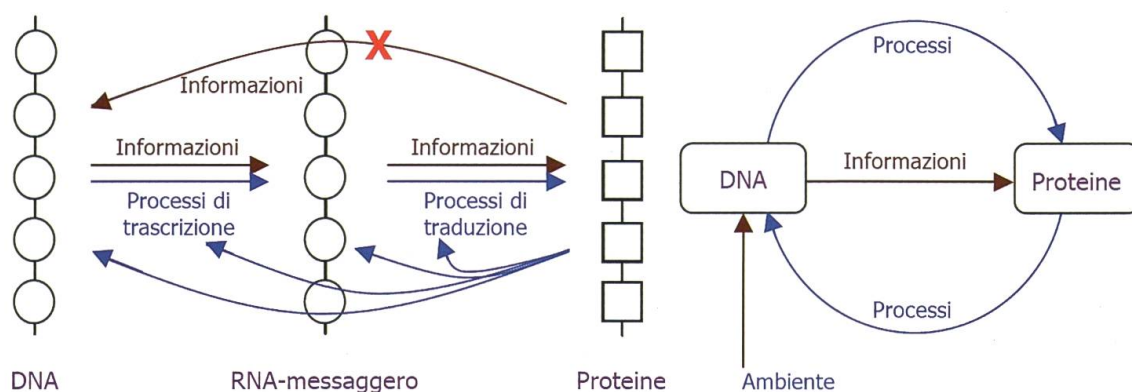 X
Informazioni
Informazioni
Processi di
trascrizione
Informazioni
Processi di
traduzione
DNA
RNA-messaggero
Proteine
Processi
DNA
Informazioni
Proteine
Processi
Ambiente